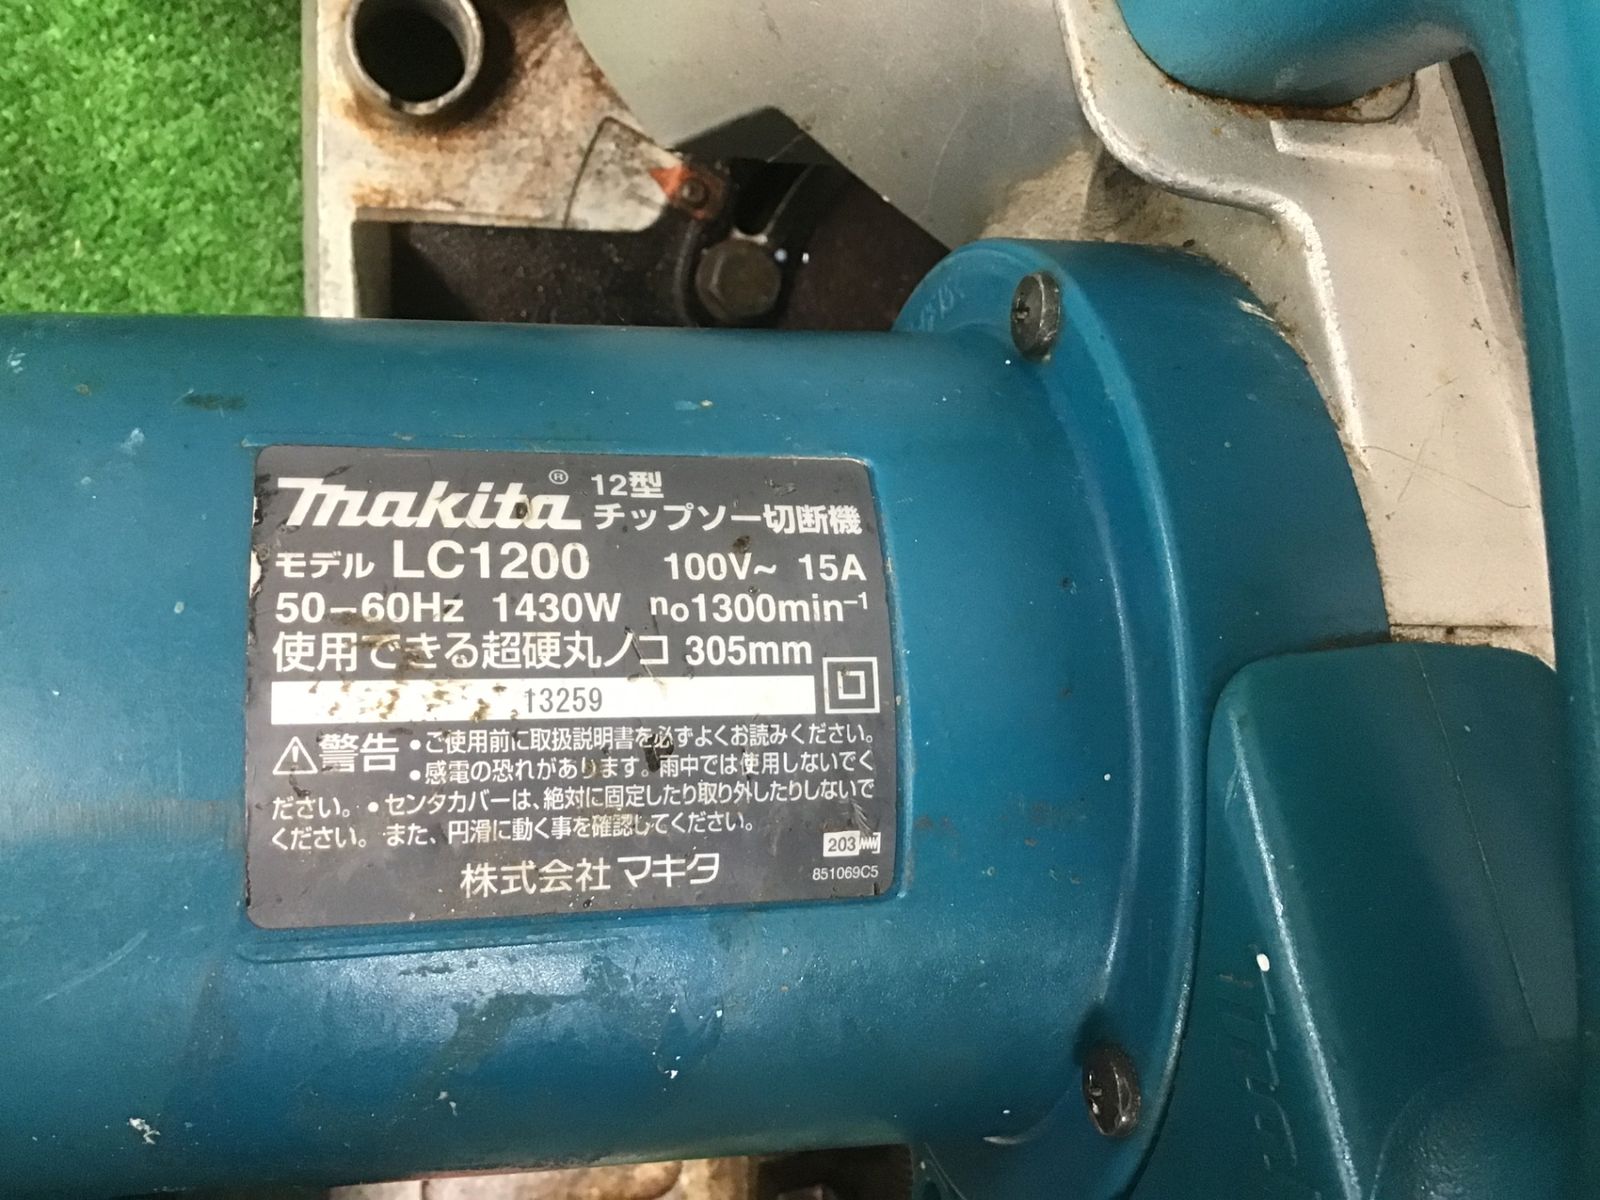 makita® 12型
チップソー切断機
モデル LC1200 100V~ 15A
50-60Hz 1430W no1300min-1
使用できる超硬丸ノコ 305mm
13259
警告 •ご使用前に取扱説明書を必ずよくお読みください。
•感電の恐れがあります。雨中では使用しないでく
ださい。•センタカバーは、絶対に固定したり取り外したりしないで
ください。また、円滑に動く事を確認してください。
203
株式会社マキタ
851069C5